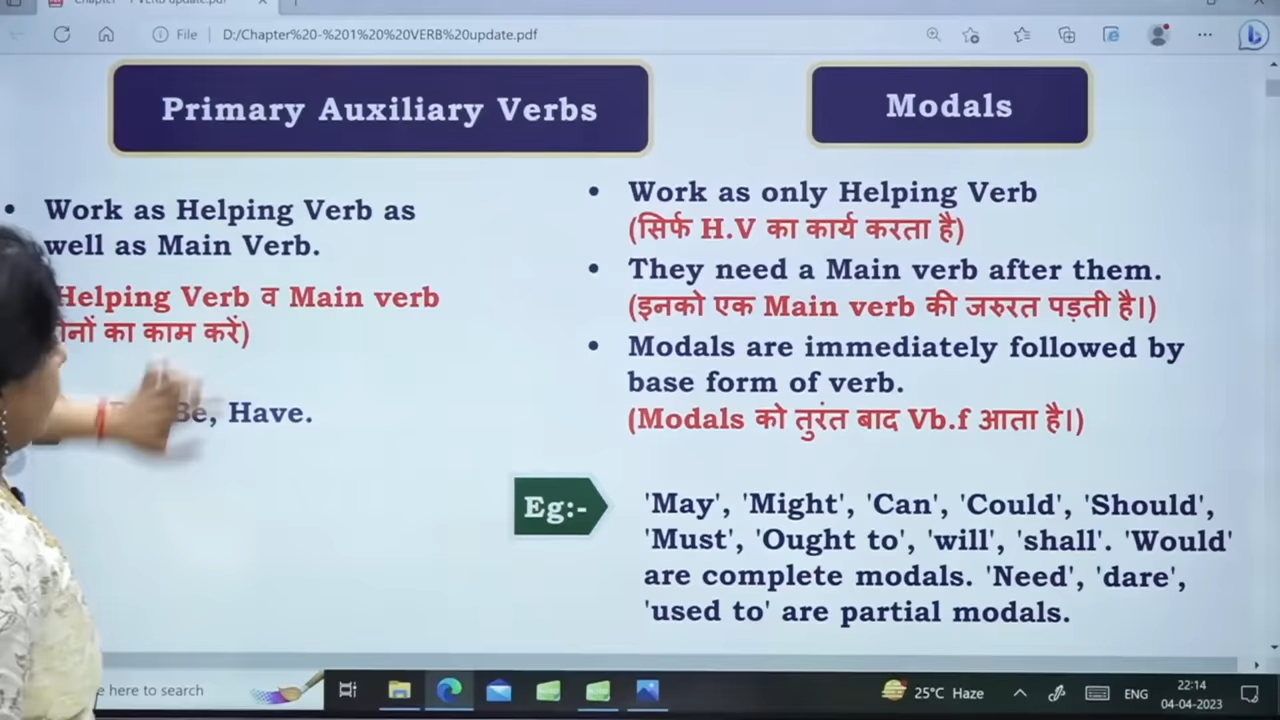 File D:/Chapter%20-%201%20%20VERB%20update.pdf
Primary Auxiliary Verbs
Work as Helping Verb as
well as Main Verb.
Helping Verb व Main verb
का काम करें)
Be, Have.
Modals
Work as only Helping Verb
(सिर्फ H.V का कार्य करता है)
They need a Main verb after them.
(इनको एक Main verb की जरुरत पड़ती है।)
Modals are immediately followed by
base form of verb.
(Modals को तुरंत बाद Vb.f आता है।)
Eg:-
'May', 'Might', 'Can', 'Could', 'Should',
'Must', 'Ought to', 'will', 'shall'. 'Would'
are complete modals. 'Need', 'dare',
'used to' are partial modals.
here to search
25°C Haze
ENG
22:14
04-04-2023